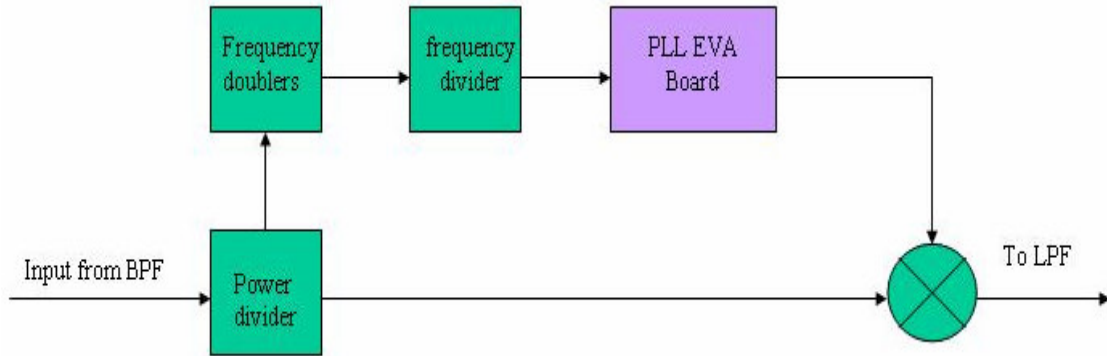 Frequency
doublers
frequency
divider
PLL EVA
Board
Input from BPF
Power
divider
To LPF